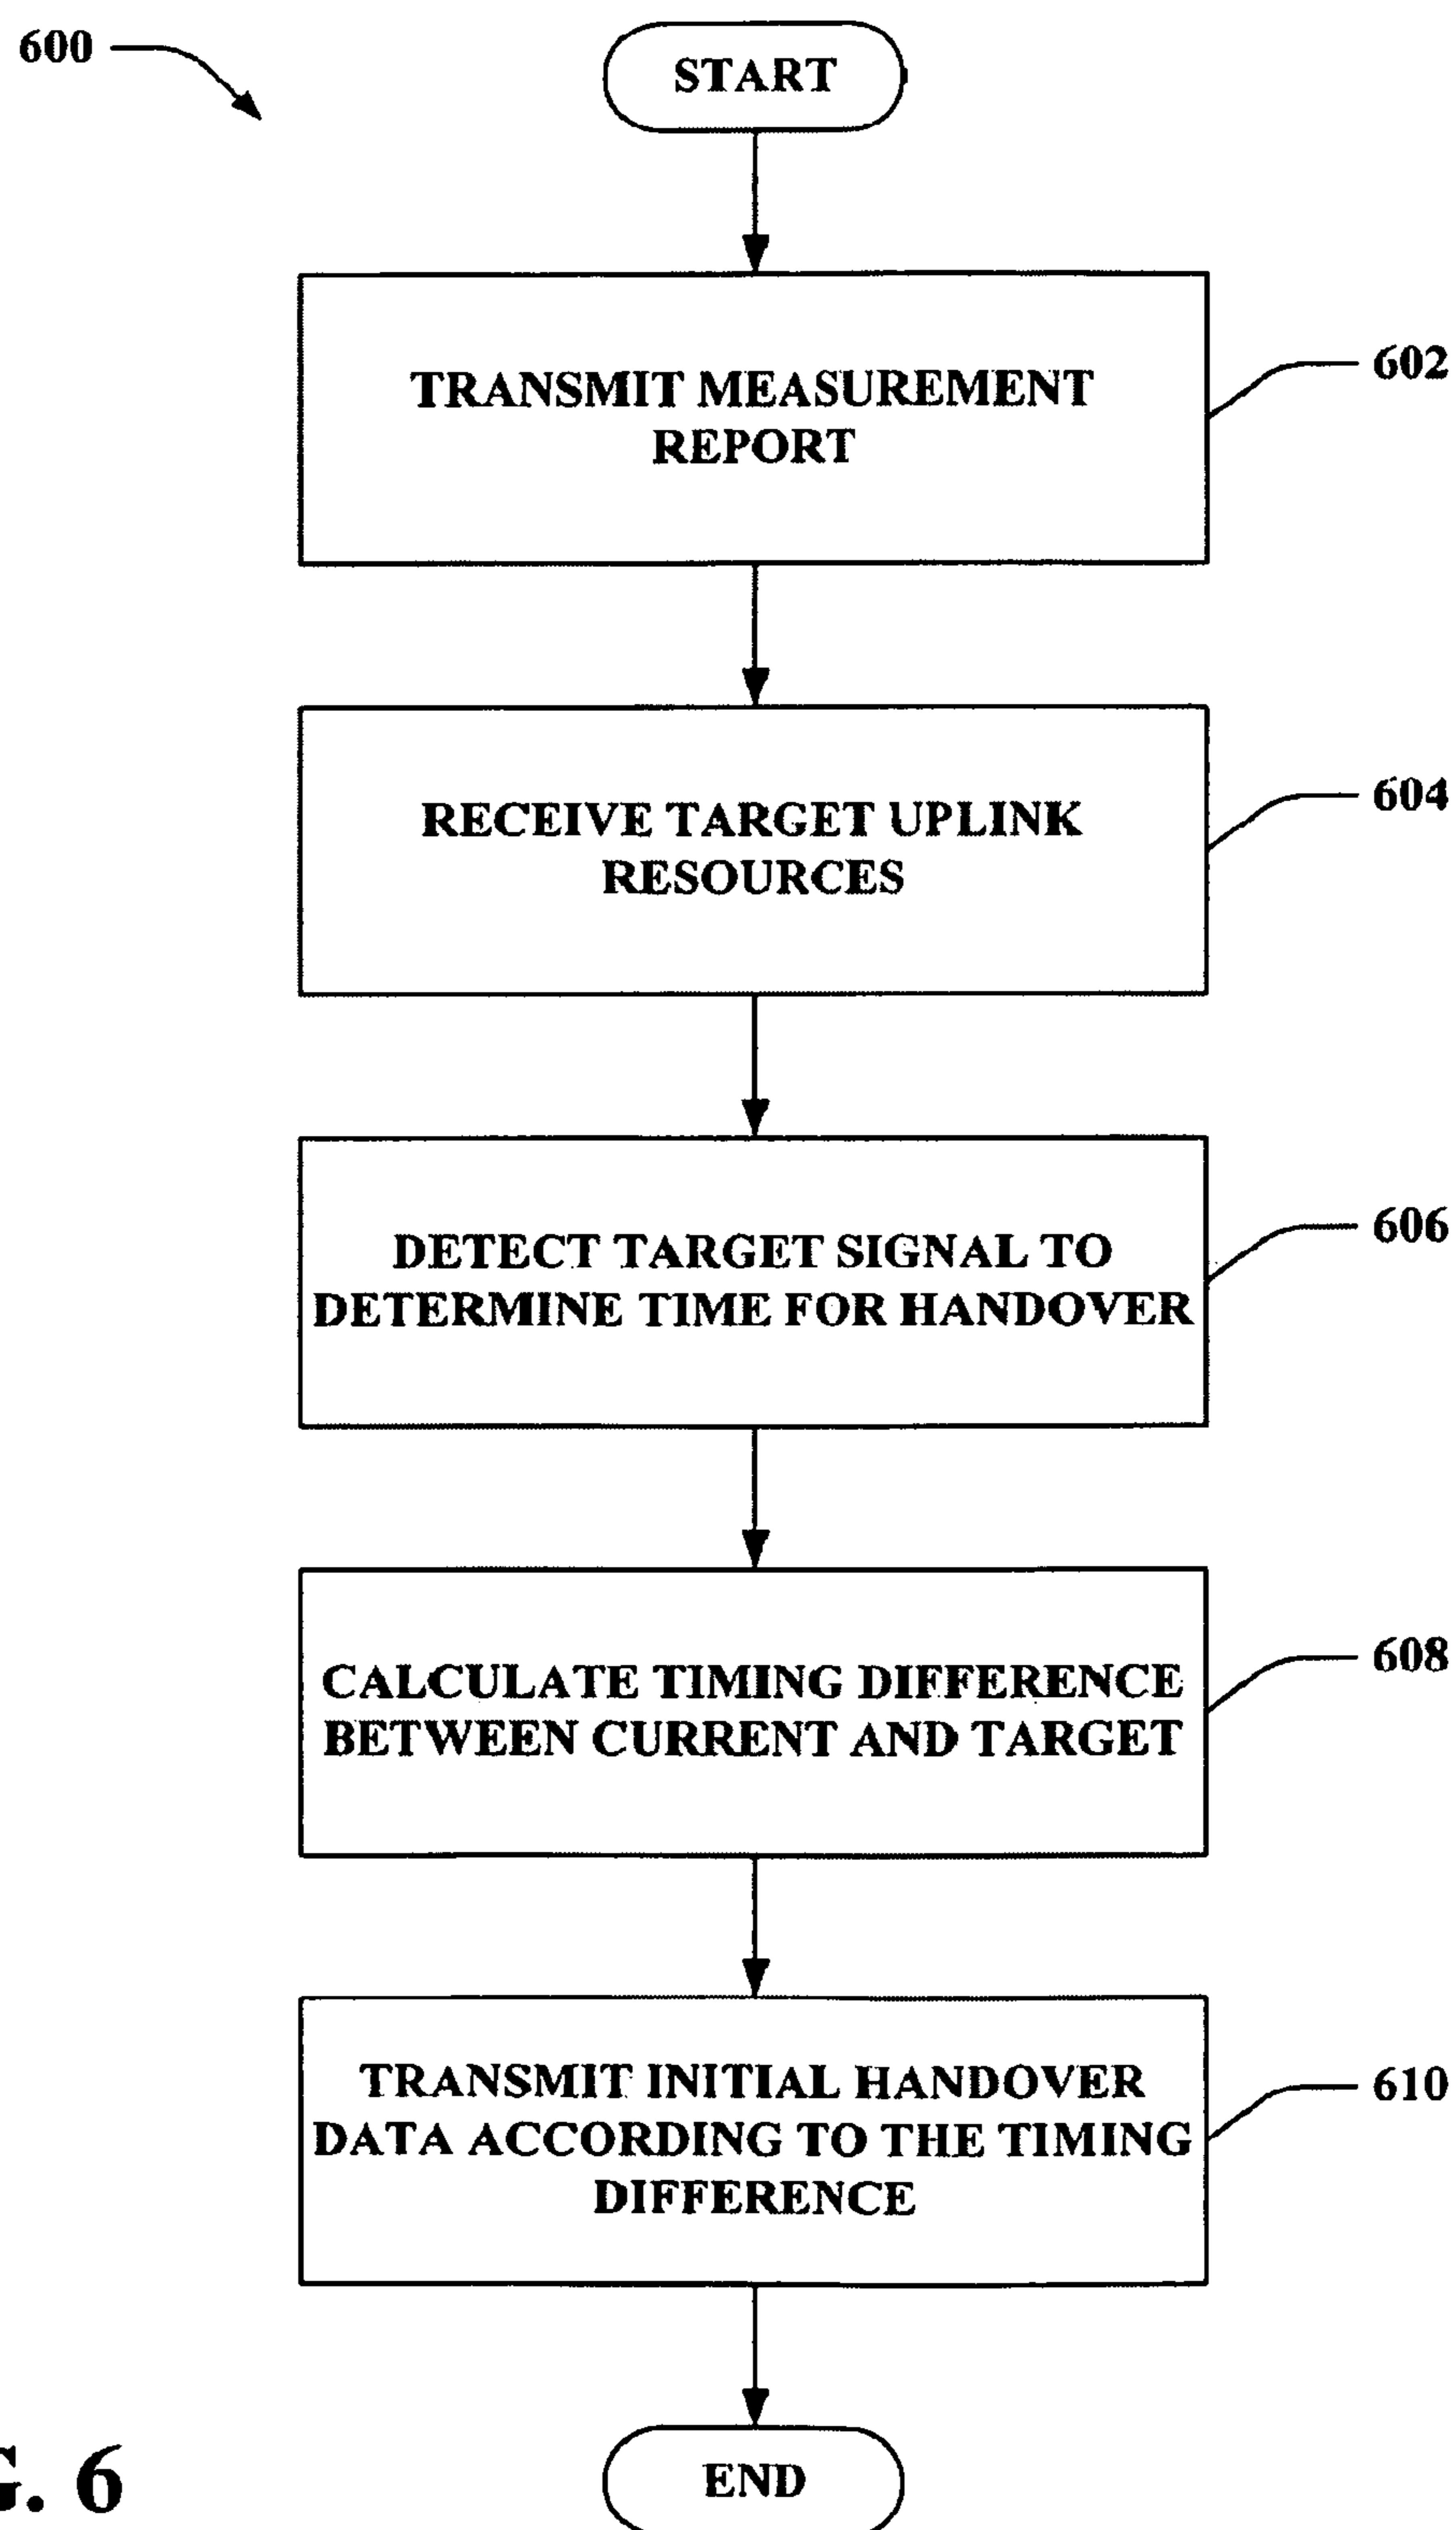 600
START
TRANSMIT MEASUREMENT
REPORT
602
RECEIVE TARGET UPLINK
RESOURCES
604
DETECT TARGET SIGNAL TO
DETERMINE TIME FOR HANDOVER
606
CALCULATE TIMING DIFFERENCE
BETWEEN CURRENT AND TARGET
608
TRANSMIT INITIAL HANDOVER
DATA ACCORDING TO THE TIMING
DIFFERENCE
610
END
G. 6